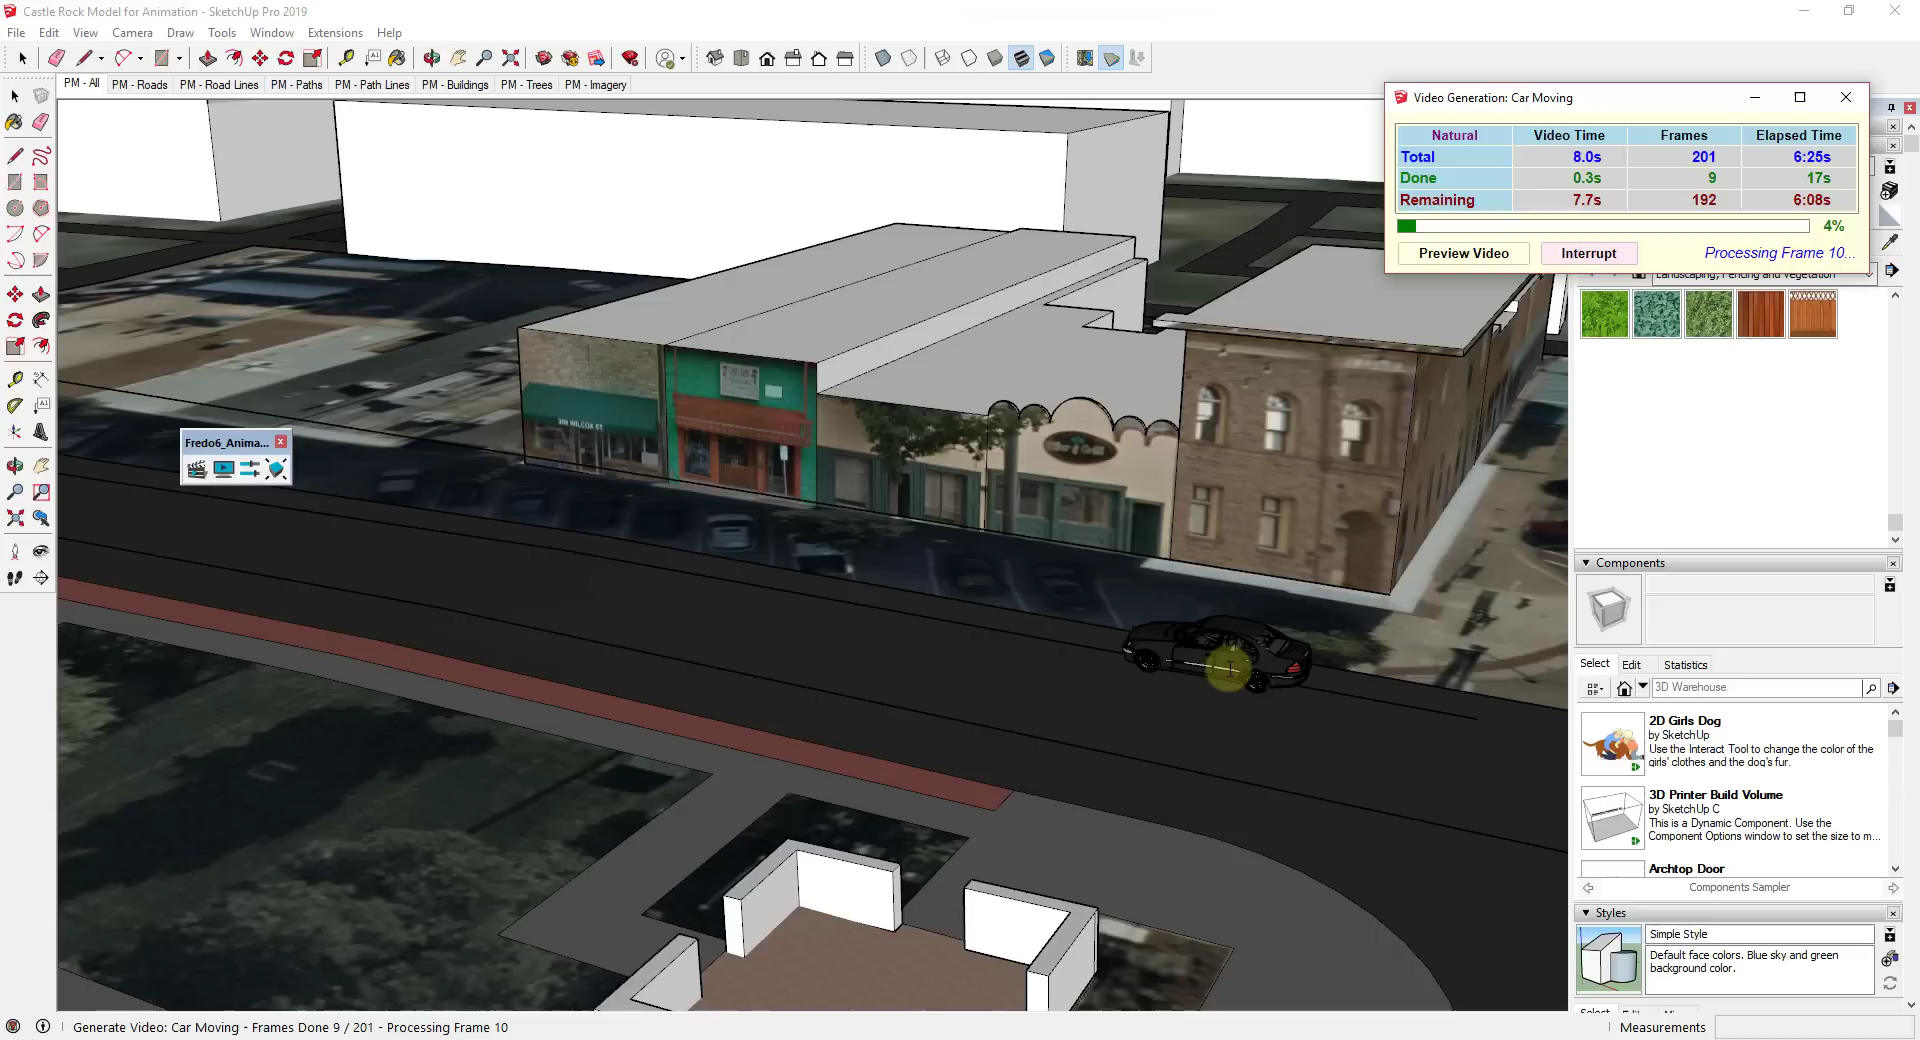 Castle Rock Model for Animation - SketchUp Pro 2019
File Edit View Camera Draw Tools Window Extensions Help
PM - All PM - Roads PM - Road Lines PM - Paths PM - Path Lines PM - Buildings PM - Trees PM - Imagery
Video Generation: Car Moving
Natural Video Time Frames Elapsed Time
Total 8.0s 201 6:25s
Done 0.3s 9 17s
Remaining 7.7s 192 6:08s
4%
Preview Video Interrupt Processing Frame 10...
Landscaping, Fencing and Vegetation
Fredo6_Anima...
A1
Components
Select Edit Statistics
3D Warehouse
2D Girls Dog
by SketchUp
Use the Interact Tool to change the color of the
girls' clothes and the dog's fur.
3D Printer Build Volume
by SketchUp C
This is a Dynamic Component. Use the
Component Options window to set the size to m...
Archtop Door
Components Sampler
Styles
Simple Style
Default face colors. Blue sky and green
background color.
Select
Generate Video: Car Moving - Frames Done 9 / 201 - Processing Frame 10
Measurements